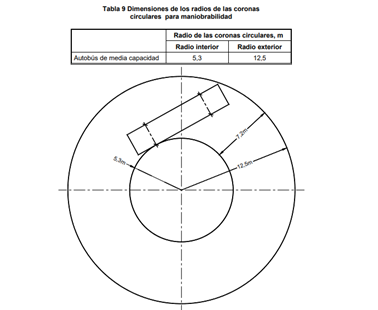 Tabla 9 Dimensiones de los radios de las coronas
circulares para maniobrabilidad
Radio de las coronas circulares, m
Radio interior Radio exterior
Autobús de media capacidad 5,3 12,5
7,2m
5,3m
12,5m